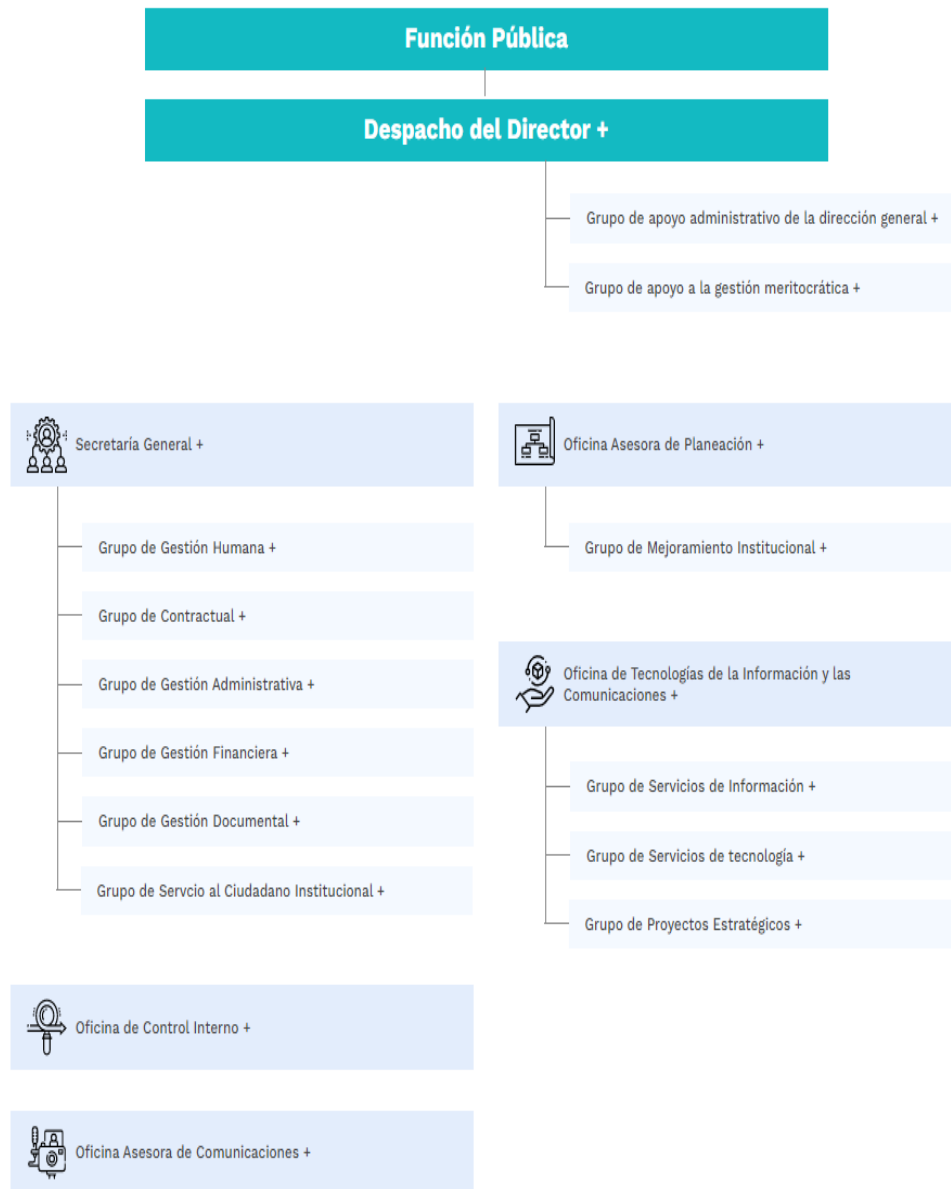 Función Pública
Despacho del Director +
Grupo de apoyo administrativo de la dirección general +
Grupo de apoyo a la gestión meritocrática +
Secretaría General +
Grupo de Gestión Humana +
Grupo de Contractual +
Grupo de Gestión Administrativa +
Grupo de Gestión Financiera +
Grupo de Gestión Documental +
Grupo de Servcio al Ciudadano Institucional +
Oficina de Control Interno +
Oficina Asesora de Comunicaciones +
Oficina Asesora de Planeación +
Grupo de Mejoramiento Institucional +
Oficina de Tecnologías de la Información y las
Comunicaciones +
Grupo de Servicios de Información +
Grupo de Servicios de tecnología +
Grupo de Proyectos Estratégicos +